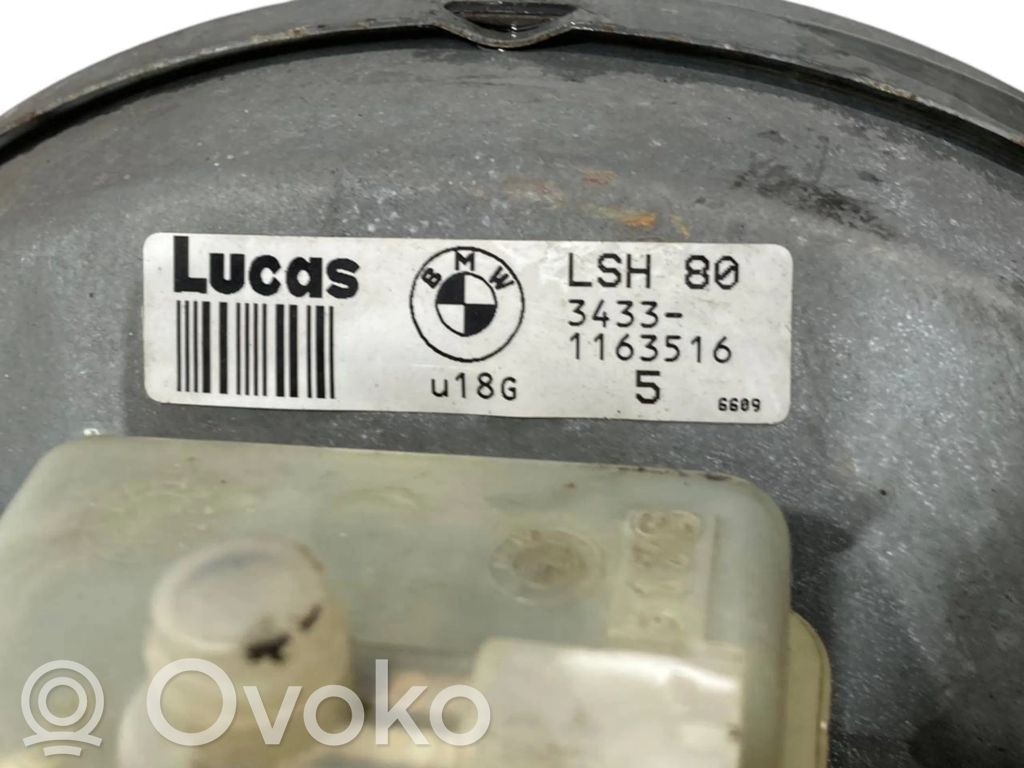 Lucas
BMW
LSH 80
3433-
1163516
u18G
5
6609
Ovoko